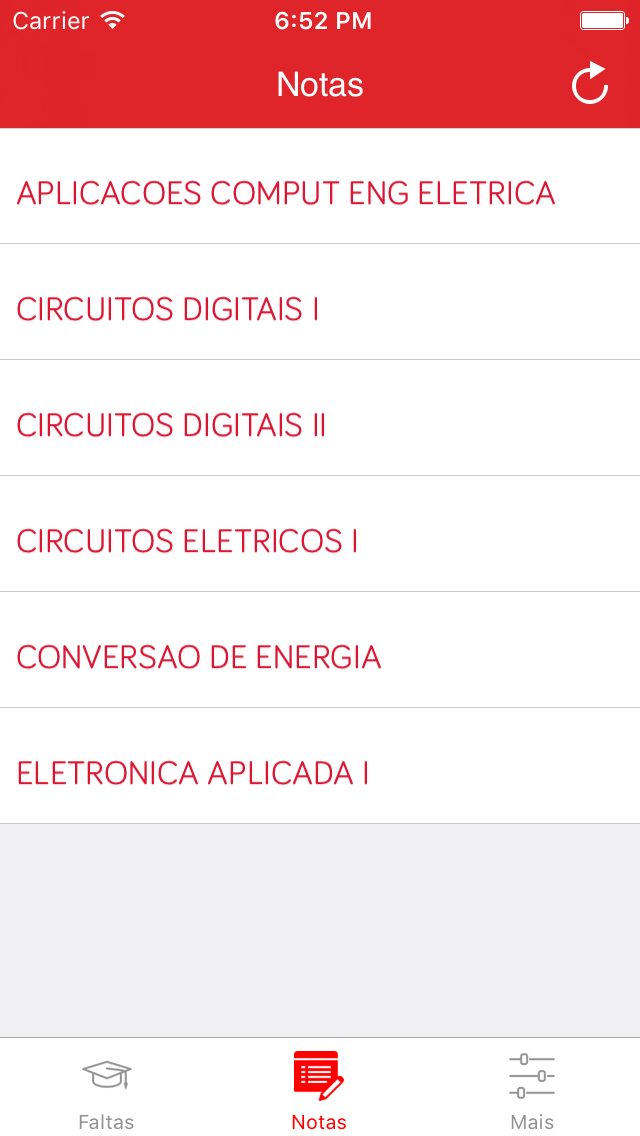 Carrier 6:52 PM
Notas
APLICACOES COMPUT ENG ELETRICA
CIRCUITOS DIGITAIS I
CIRCUITOS DIGITAIS II
CIRCUITOS ELETRICOS I
CONVERSAO DE ENERGIA
ELETRONICA APLICADA I
Faltas Notas Mais